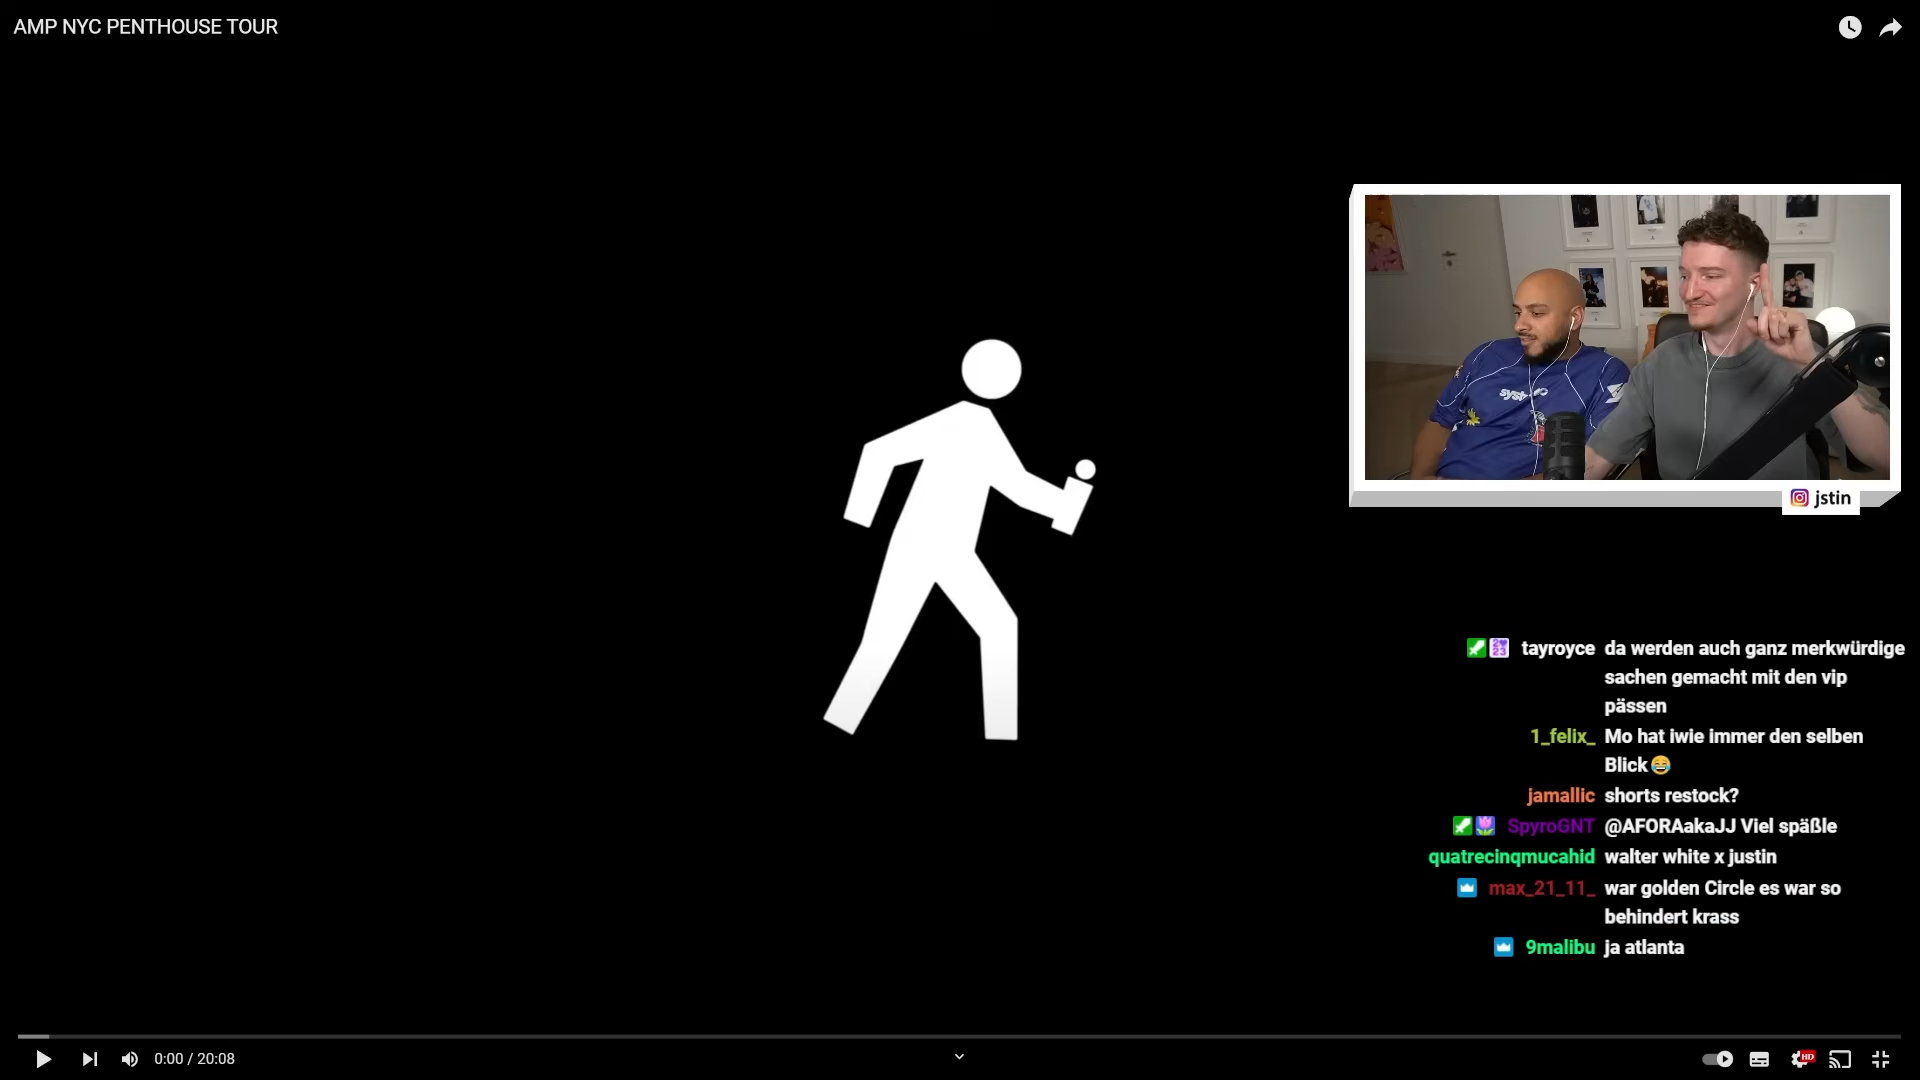 AMP NYC PENTHOUSE TOUR
jstin
tayroyce da werden auch ganz merkwürdige
sachen gemacht mit den vip
pässen
1_felix_ Mo hat iwie immer den selben
Blick😂
jamallic shorts restock?
SpyroGNT @AFORAakaJJ Viel späßle
quatrecinqmucahid walter white x justin
max_21_11_ war golden Circle es war so
behindert krass
9malibu ja atlanta
0:00 / 20:08
HD